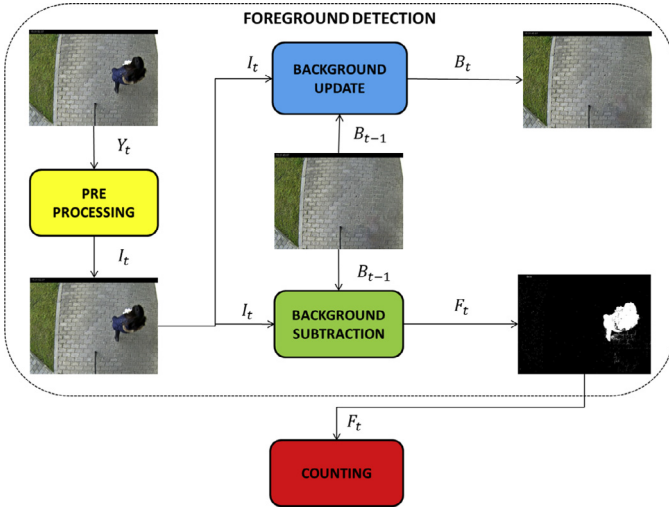 FOREGROUND DETECTION
I_t
BACKGROUND
UPDATE
B_t
Y_t
B_{t-1}
PRE
PROCESSING
I_t
B_{t-1}
I_t
BACKGROUND
SUBTRACTION
F_t
F_t
COUNTING